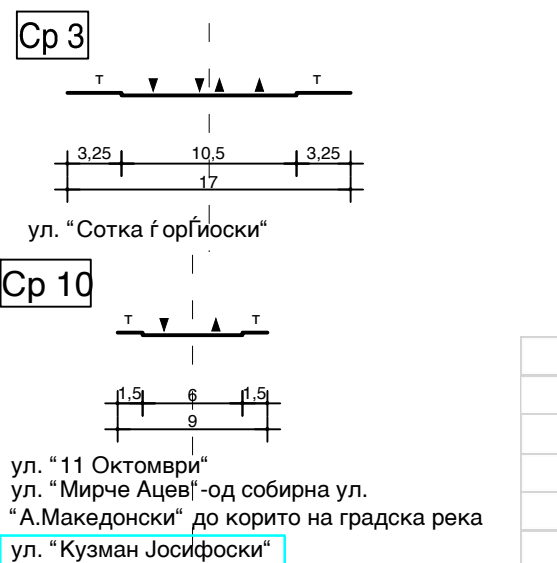 Ср 3
т т
3,25 10,5 3,25
17
ул. “Сотка ѓорЃиоски“
Ср 10
т т
1,5 6 1,5
9
ул. “11 Октомври“
ул. “Мирче Ацев“-од собирна ул.
“А.Македонски“ до корито на градска река
ул. “Кузман Јосифоски“